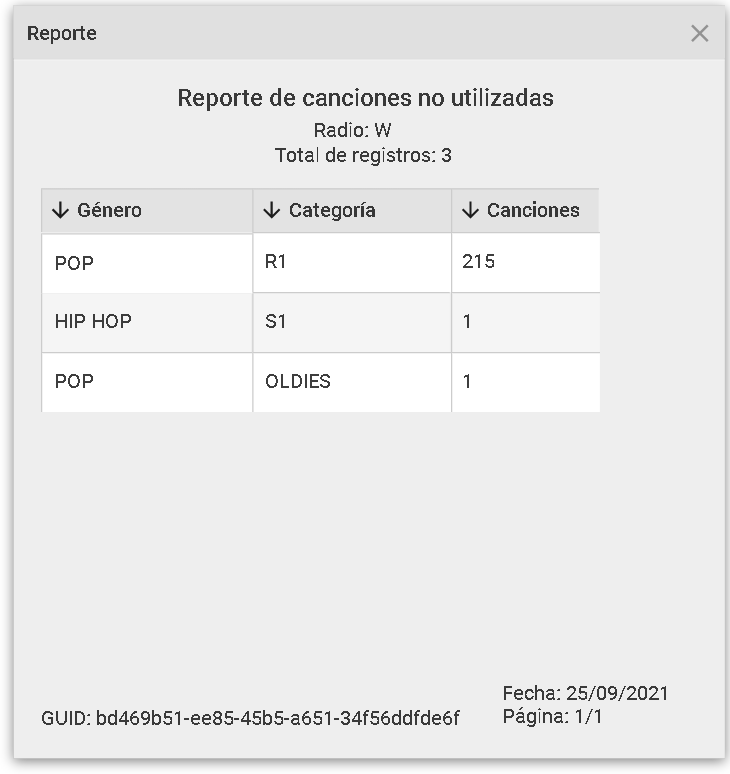 Reporte
Reporte de canciones no utilizadas
Radio: W
Total de registros: 3
Género Categoría Canciones
POP R1 215
HIP HOP S1 1
POP OLDIES 1
Fecha: 25/09/2021
GUID: bd469b51-ee85-45b5-a651-34f56ddfde6f
Página: 1/1